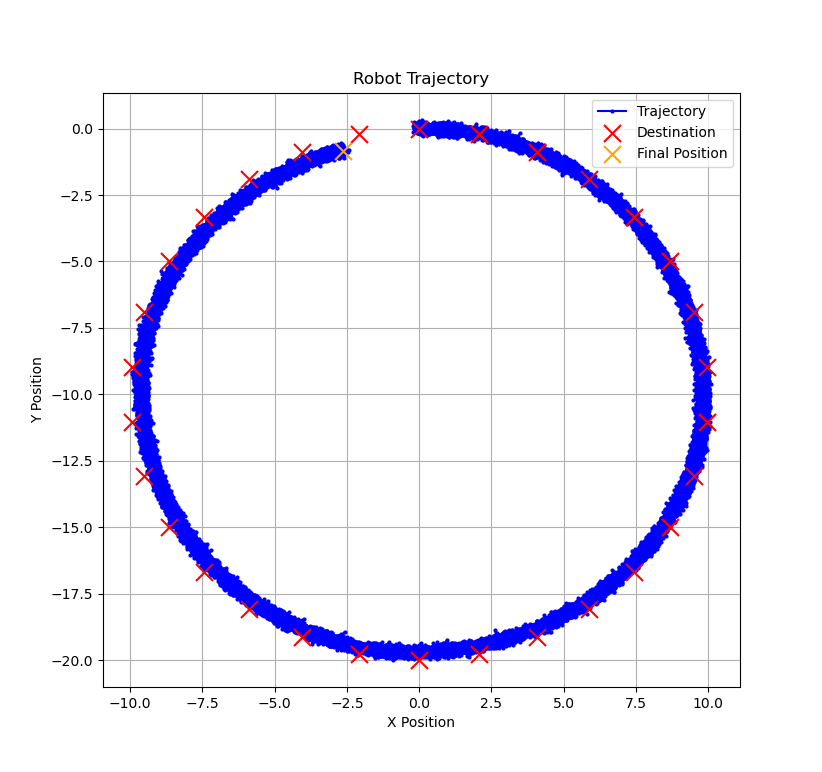 Robot Trajectory
Trajectory
Destination
Final Position
0.0
−2.5
−5.0
−7.5
−10.0
−12.5
−15.0
−17.5
−20.0
Y Position
−10.0 −7.5 −5.0 −2.5 0.0 2.5 5.0 7.5 10.0
X Position